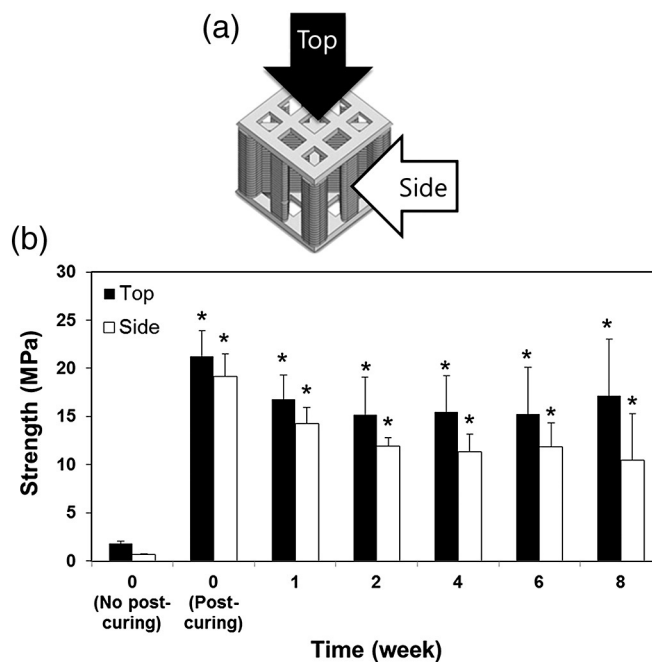 (a)
Top
Side
(b)
Strength (MPa)
30
25
20
15
10
5
0
Top
Side
* * * * * * * * * * * *
0 0 1 2 4 6 8
(No post- (Post-
curing) curing)
Time (week)